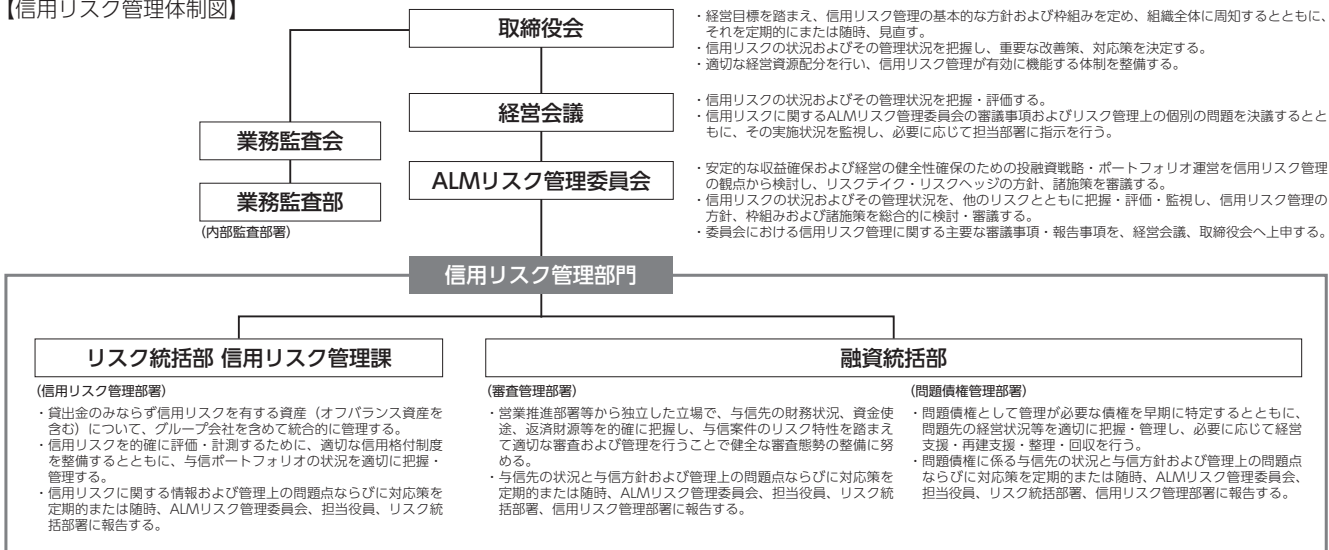 【信用リスク管理体制図】
取締役会
・経営目標を踏まえ、信用リスク管理の基本的な方針および枠組みを定め、組織全体に周知するとともに、
それを定期的にまたは随時、見直す。
・信用リスクの状況およびその管理状況を把握し、重要な改善策、対応策を決定する。
・適切な経営資源配分を行い、信用リスク管理が有効に機能する体制を整備する。
経営会議
・信用リスクの状況およびその管理状況を把握・評価する。
・信用リスクに関するALMリスク管理委員会の審議事項およびリスク管理上の個別の問題を決議するとと
もに、その実施状況を監視し、必要に応じて担当部署に指示を行う。
業務監査会
ALMリスク管理委員会
・安定的な収益確保および経営の健全性確保のための投融資戦略・ポートフォリオ運営を信用リスク管理
の観点から検討し、リスクテイク・リスクヘッジの方針、諸施策を審議する。
・信用リスクの状況およびその管理状況を、他のリスクとともに把握・評価・監視し、信用リスク管理の
方針、枠組みおよび諸施策を総合的に検討・審議する。
・委員会における信用リスク管理に関する主要な審議事項・報告事項を、経営会議、取締役会へ上申する。
業務監査部
(内部監査部署)
信用リスク管理部門
リスク統括部 信用リスク管理課
(信用リスク管理部署)
・貸出金のみならず信用リスクを有する資産（オフバランス資産を
含む）について、グループ会社を含めて統合的に管理する。
・信用リスクを的確に評価・計測するために、適切な信用格付制度
を整備するとともに、与信ポートフォリオの状況を適切に把握・
管理する。
・信用リスクに関する情報および管理上の問題点ならびに対応策を
定期的または随時、ALMリスク管理委員会、担当役員、リスク統
括部署に報告する。
融資統括部
(審査管理部署)
・営業推進部署等から独立した立場で、与信先の財務状況、資金使
途、返済財源等を的確に把握し、与信案件のリスク特性を踏まえ
て適切な審査および管理を行うことで健全な審査態勢の整備に努
める。
・与信先の状況と与信方針および管理上の問題点ならびに対応策を
定期的または随時、ALMリスク管理委員会、担当役員、リスク統
括部署、信用リスク管理部署に報告する。
(問題債権管理部署)
・問題債権として管理が必要な債権を早期に特定するとともに、
問題先の経営状況等を適切に把握・管理し、必要に応じて経営
支援・再建支援・整理・回収を行う。
・問題債権に係る与信先の状況と与信方針および管理上の問題点
ならびに対応策を定期的または随時、ALMリスク管理委員会、
担当役員、リスク統括部署、信用リスク管理部署に報告する。